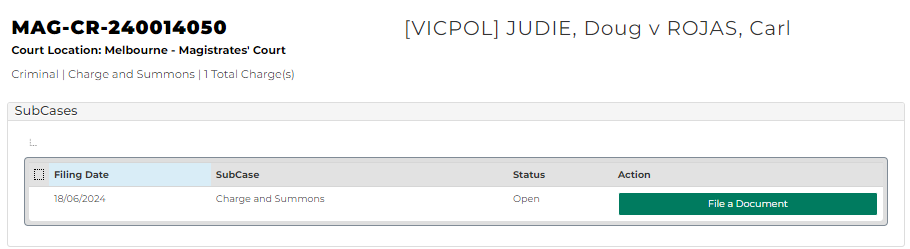 MAG-CR-240014050
[VICPOL] JUDIE, Doug v ROJAS, Carl
Court Location: Melbourne - Magistrates' Court
Criminal | Charge and Summons | 1 Total Charge(s)
SubCases
Filing Date SubCase Status Action
18/06/2024 Charge and Summons Open File a Document